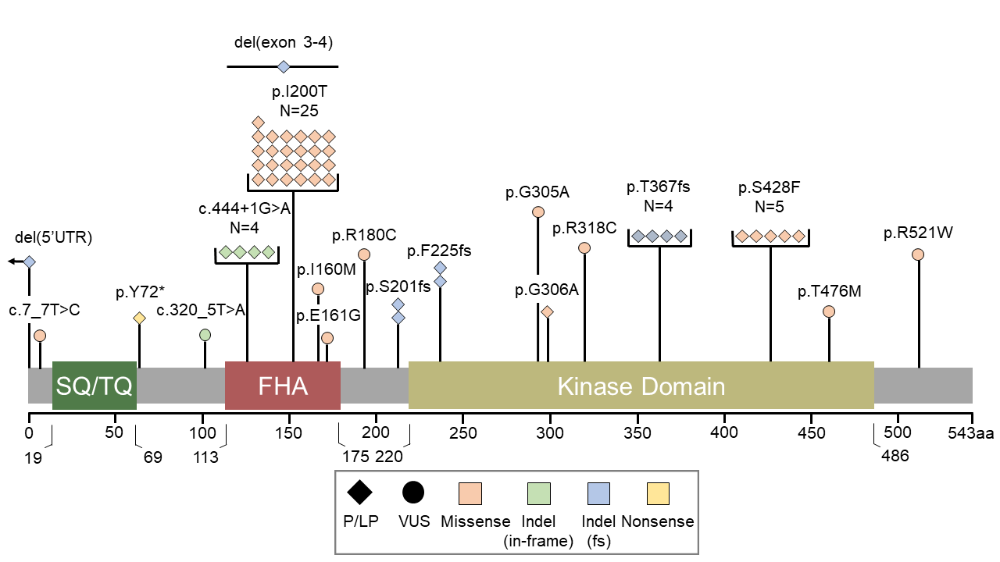 del(exon 3-4)
p.I200T
N=25
c.444+1G>A
N=4
del(5’UTR)
c.7_7T>C
p.Y72*
c.320_5T>A
p.I160M
p.E161G
p.R180C
p.S201fs
p.F225fs
p.G305A
p.R318C
p.G306A
p.T367fs
N=4
p.S428F
N=5
p.T476M
p.R521W
SQ/TQ
FHA
Kinase Domain
0 50 100 150 200 250 300 350 400 450 500 543aa
19 69 113 175 220 486
P/LP VUS Missense Indel Indel Nonsense
(in-frame) (fs)